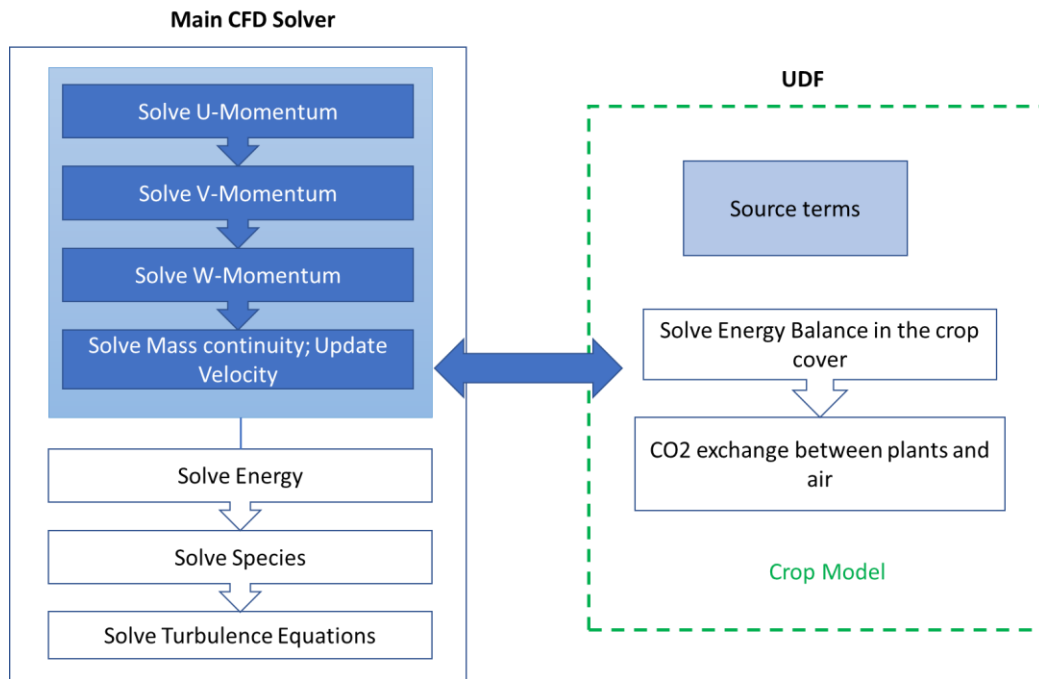 Main CFD Solver
Solve U-Momentum
Solve V-Momentum
Solve W-Momentum
Solve Mass continuity; Update
Velocity
Solve Energy
Solve Species
Solve Turbulence Equations
UDF
Source terms
Solve Energy Balance in the crop
cover
CO2 exchange between plants and
air
Crop Model